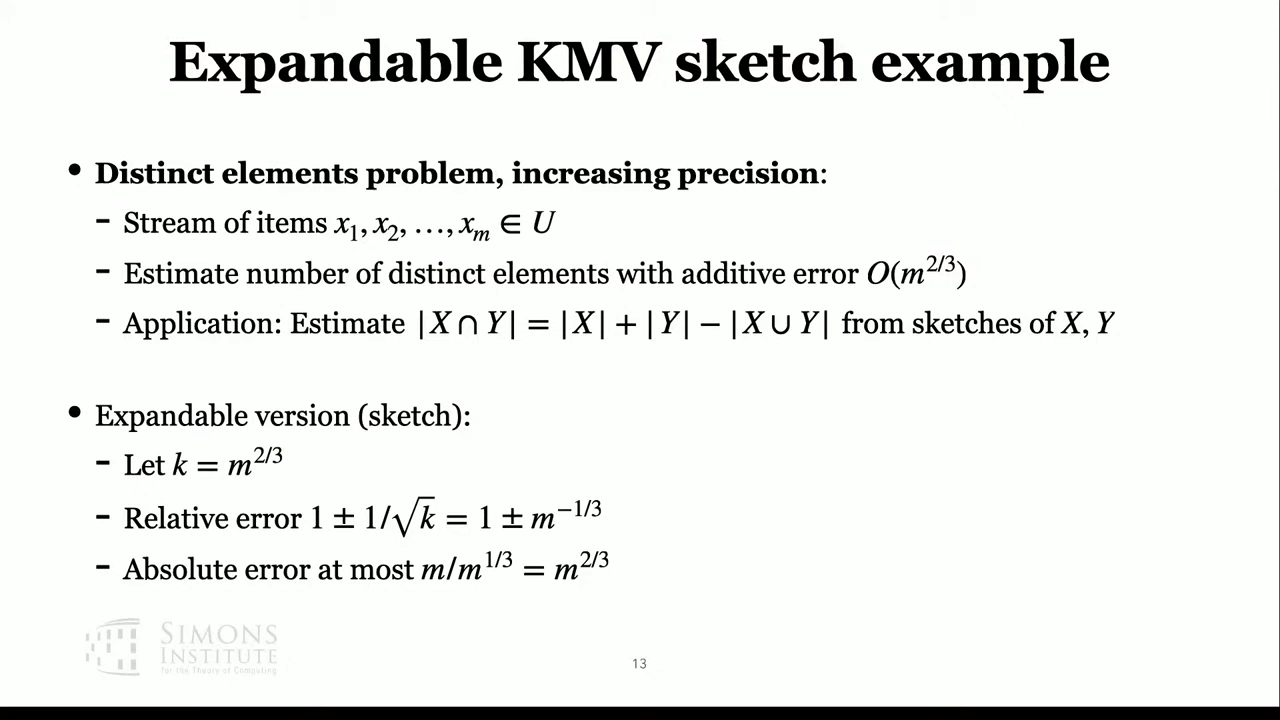 Expandable KMV sketch example
• Distinct elements problem, increasing precision:
- Stream of items x₁, x₂, …, xₘ ∈ U
- Estimate number of distinct elements with additive error O(m^{2/3})
- Application: Estimate |X ∩ Y| = |X| + |Y| − |X ∪ Y| from sketches of X, Y
• Expandable version (sketch):
- Let k = m^{2/3}
- Relative error 1 ± 1/√k = 1 ± m^{−1/3}
- Absolute error at most m/m^{1/3} = m^{2/3}
SIMONS
INSTITUTE
for the Theory of Computing
13